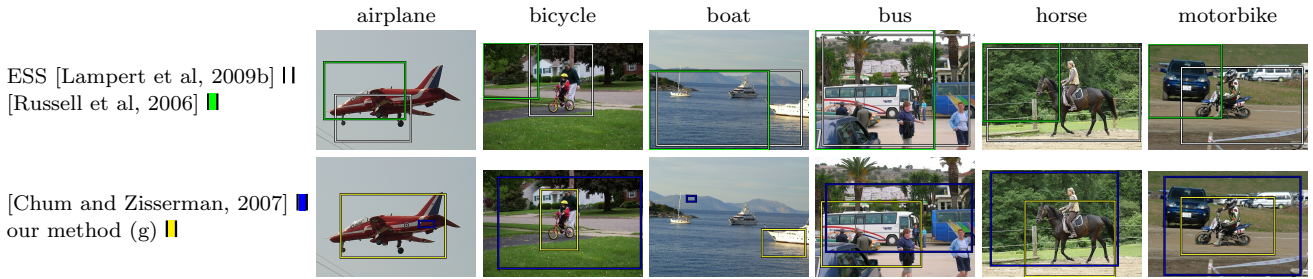 airplane bicycle boat bus horse motorbike
ESS [Lampert et al, 2009b]
[Russell et al, 2006]
[Chum and Zisserman, 2007]
our method (g)